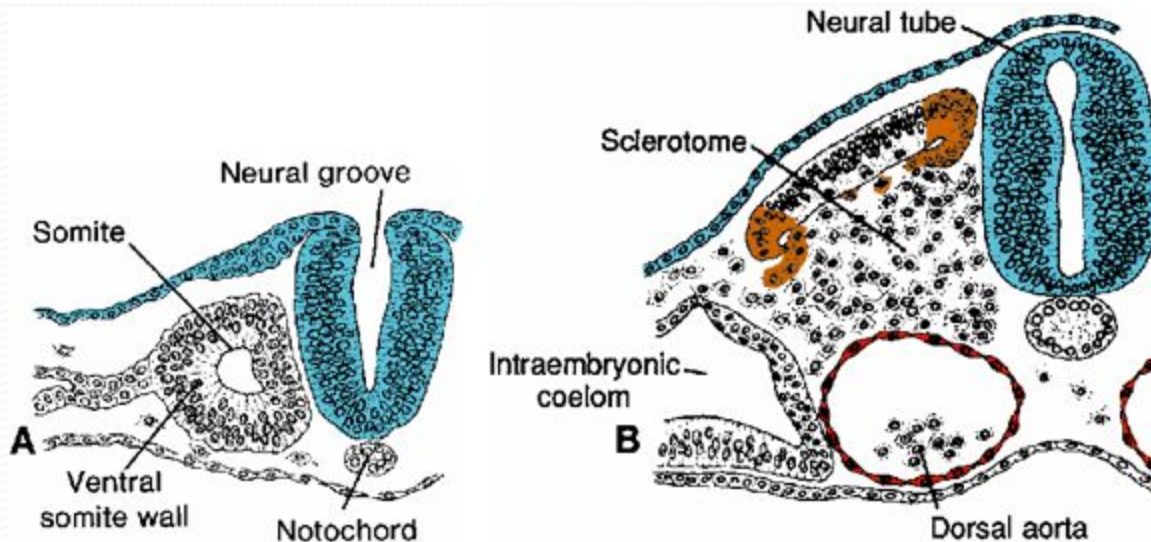 Neural groove
Somite
A
Ventral
somite wall
Notochord
Neural tube
Sclerotome
Intraembryonic
coelom
B
Dorsal aorta